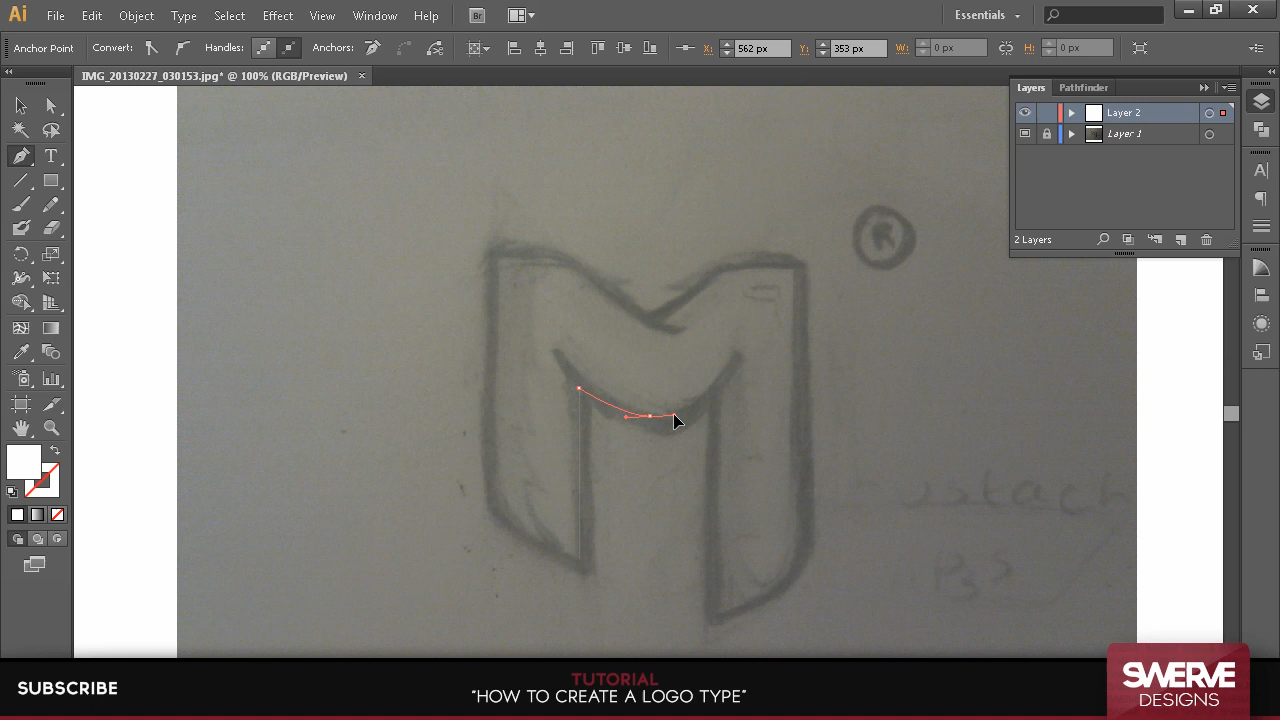 Ai File Edit Object Type Select Effect View Window Help Br Essentials
Anchor Point Convert: Handles: Anchors: X: 562 px Y: 353 px W: 0 px H: 0 px
IMG_20130227_030153.jpg* @ 100% (RGB/Preview)
Layers Pathfinder
Layer 2
Layer 1
2 Layers
R
M
SUBSCRIBE
TUTORIAL
"HOW TO CREATE A LOGO TYPE"
SWERVE
DESIGNS